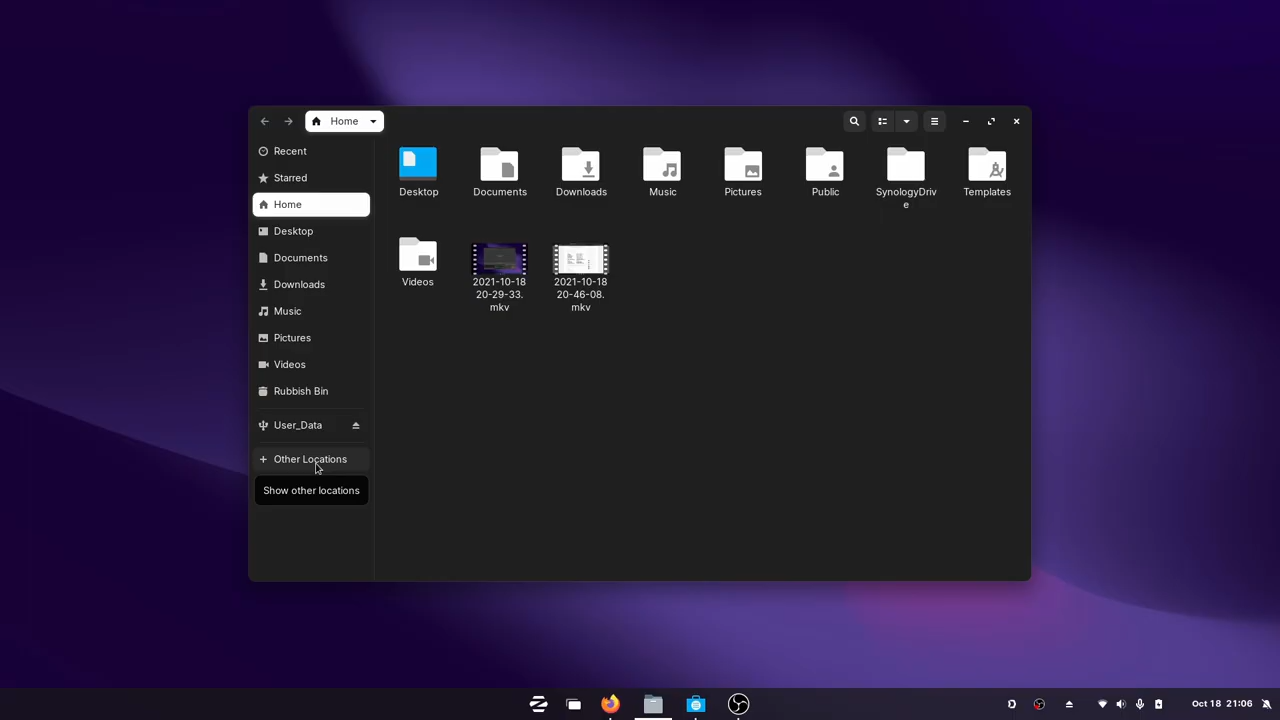 Home
Recent
Starred
Home
Desktop
Documents
Downloads
Music
Pictures
Videos
Rubbish Bin
User_Data
Other Locations
Show other locations
Desktop
Documents
Downloads
Music
Pictures
Public
SynologyDriv
e
Templates
Videos
2021-10-18
20-29-33.
mkv
2021-10-18
20-46-08.
mkv
Oct 18 21:06